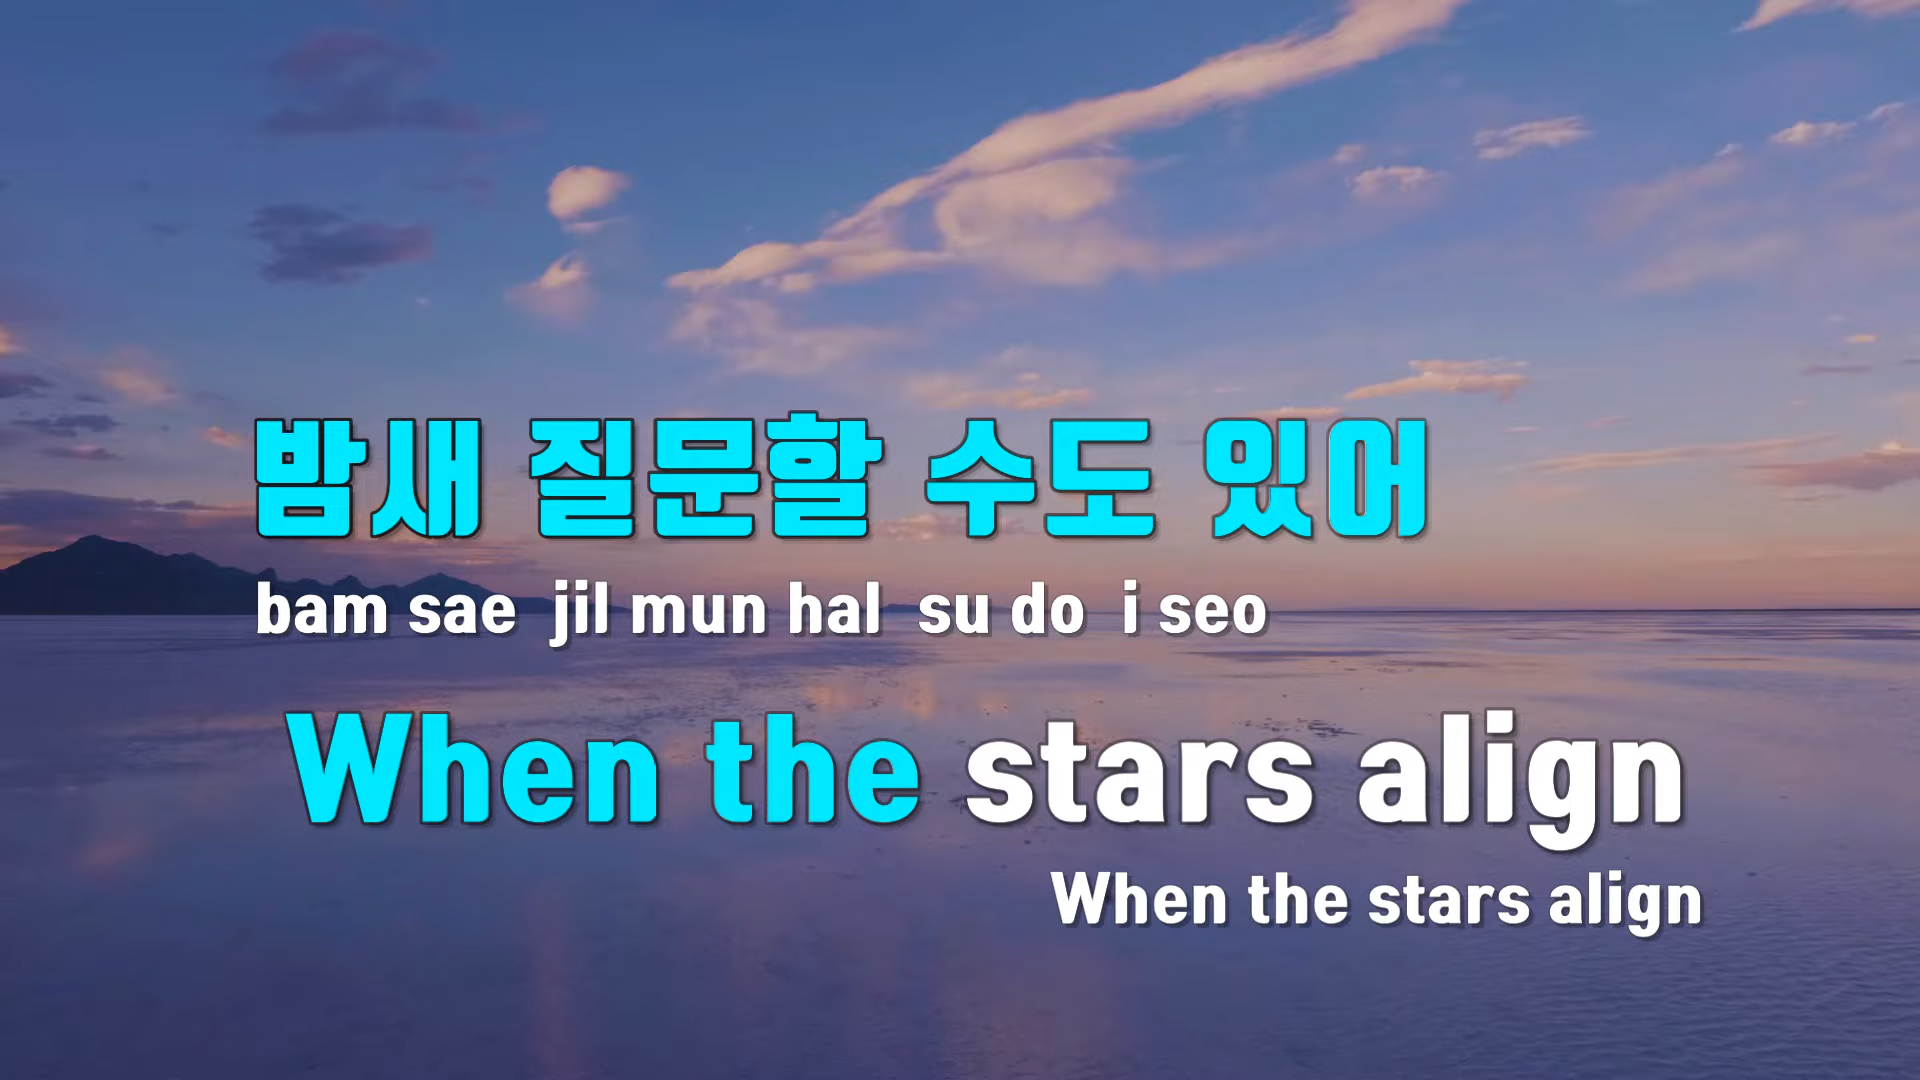 밤새 질문할 수도 있어
bam sae jil mun hal su do i seo
When the stars align
When the stars align